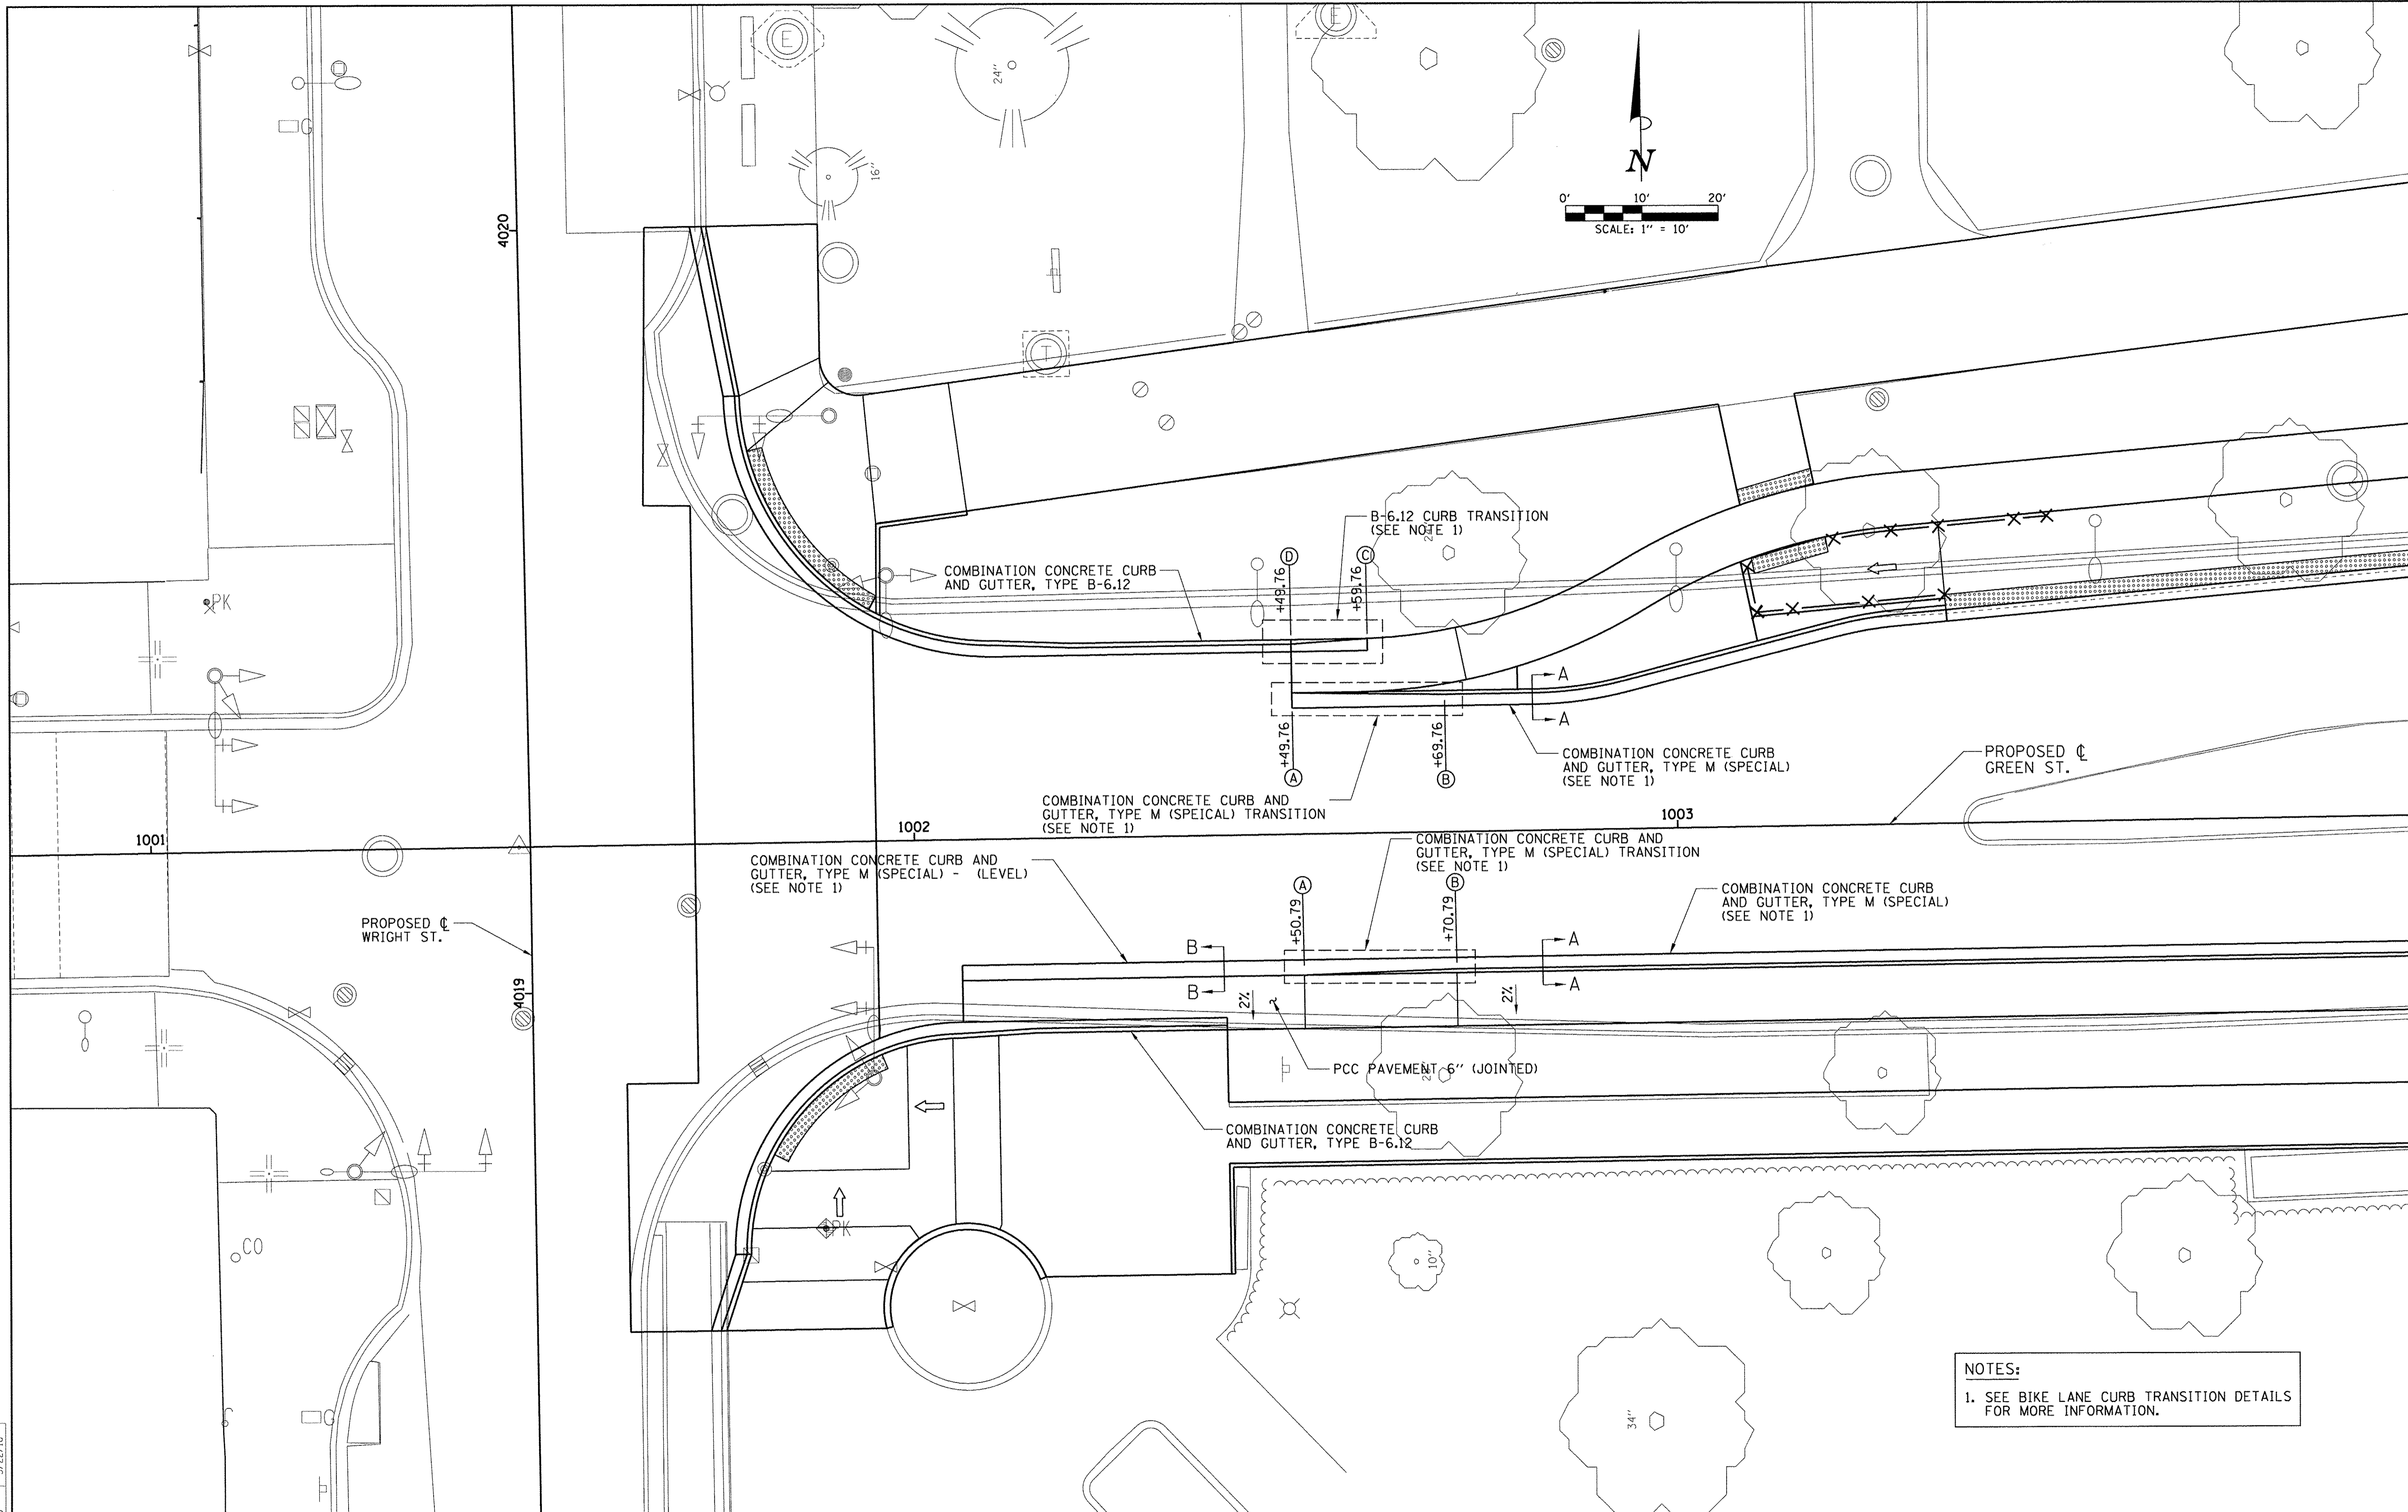 E
E
24''
16''
G
N
0' 10' 20'
SCALE: 1'' = 10'
4020
T
B-6.12 CURB TRANSITION
(SEE NOTE 1)
D
C
+49.76
+59.76
COMBINATION CONCRETE CURB
AND GUTTER, TYPE B-6.12
PK
A
A
+49.76
+69.76
A
B
COMBINATION CONCRETE CURB
AND GUTTER, TYPE M (SPECIAL)
(SEE NOTE 1)
PROPOSED ℄
GREEN ST.
COMBINATION CONCRETE CURB AND
GUTTER, TYPE M (SPEICAL) TRANSITION
(SEE NOTE 1)
1001
1002
1003
COMBINATION CONCRETE CURB AND
GUTTER, TYPE M (SPECIAL) TRANSITION
(SEE NOTE 1)
COMBINATION CONCRETE CURB AND
GUTTER, TYPE M (SPECIAL) - (LEVEL)
(SEE NOTE 1)
A
B
+50.79
+70.79
COMBINATION CONCRETE CURB
AND GUTTER, TYPE M (SPECIAL)
(SEE NOTE 1)
PROPOSED ℄
WRIGHT ST.
B
B
A
A
4019
2%
2%
PCC PAVEMENT 6'' (JOINTED)
COMBINATION CONCRETE CURB
AND GUTTER, TYPE B-6.12
PK
CO
10''
G
34''
NOTES:
1. SEE BIKE LANE CURB TRANSITION DETAILS
FOR MORE INFORMATION.